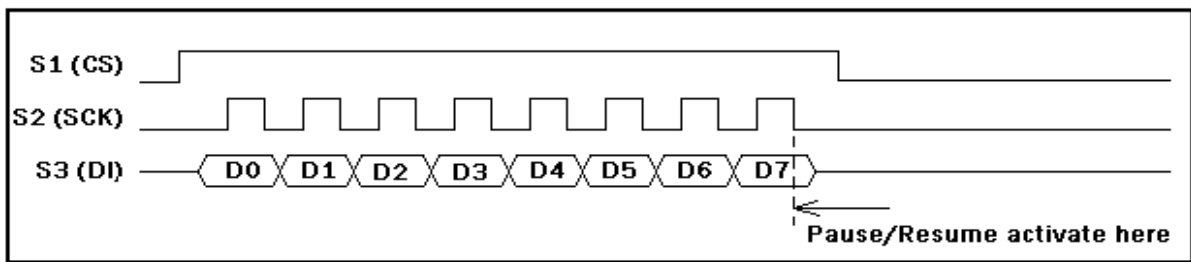 S1 (CS)
S2 (SCK)
S3 (DI) D0 D1 D2 D3 D4 D5 D6 D7
Pause/Resume activate here